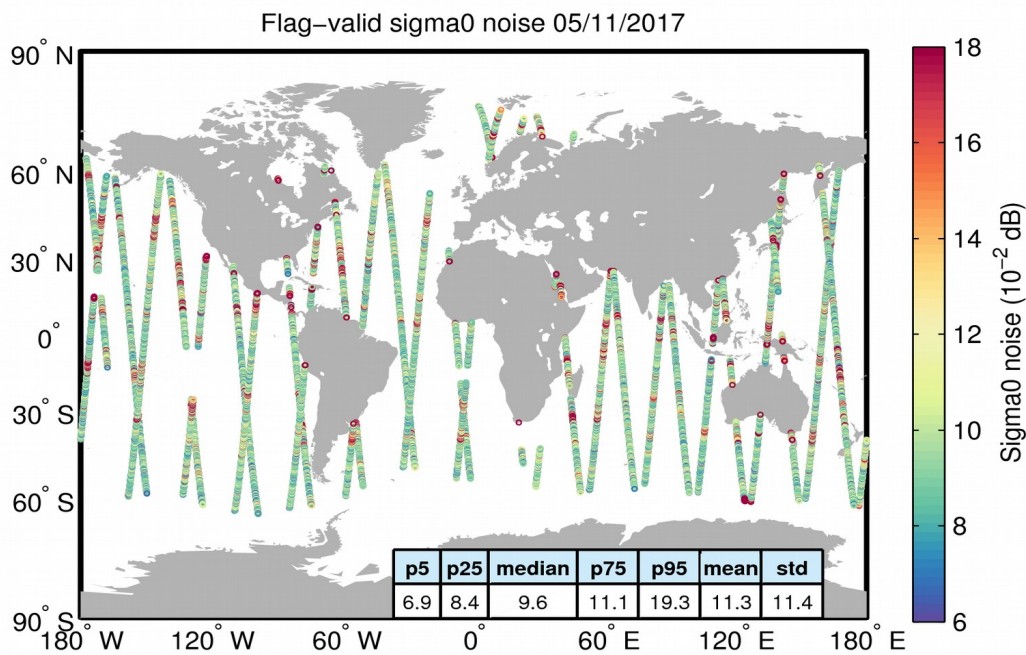 Flag-valid sigma0 noise 05/11/2017
90° N
60° N
30° N
0°
30° S
60° S
90° S
180° W
120° W
60° W
0°
60° E
120° E
180° E
p5 p25 median p75 p95 mean std
6.9 8.4 9.6 11.1 19.3 11.3 11.4
18
16
14
12
10
8
6
Sigma0 noise (10⁻² dB)